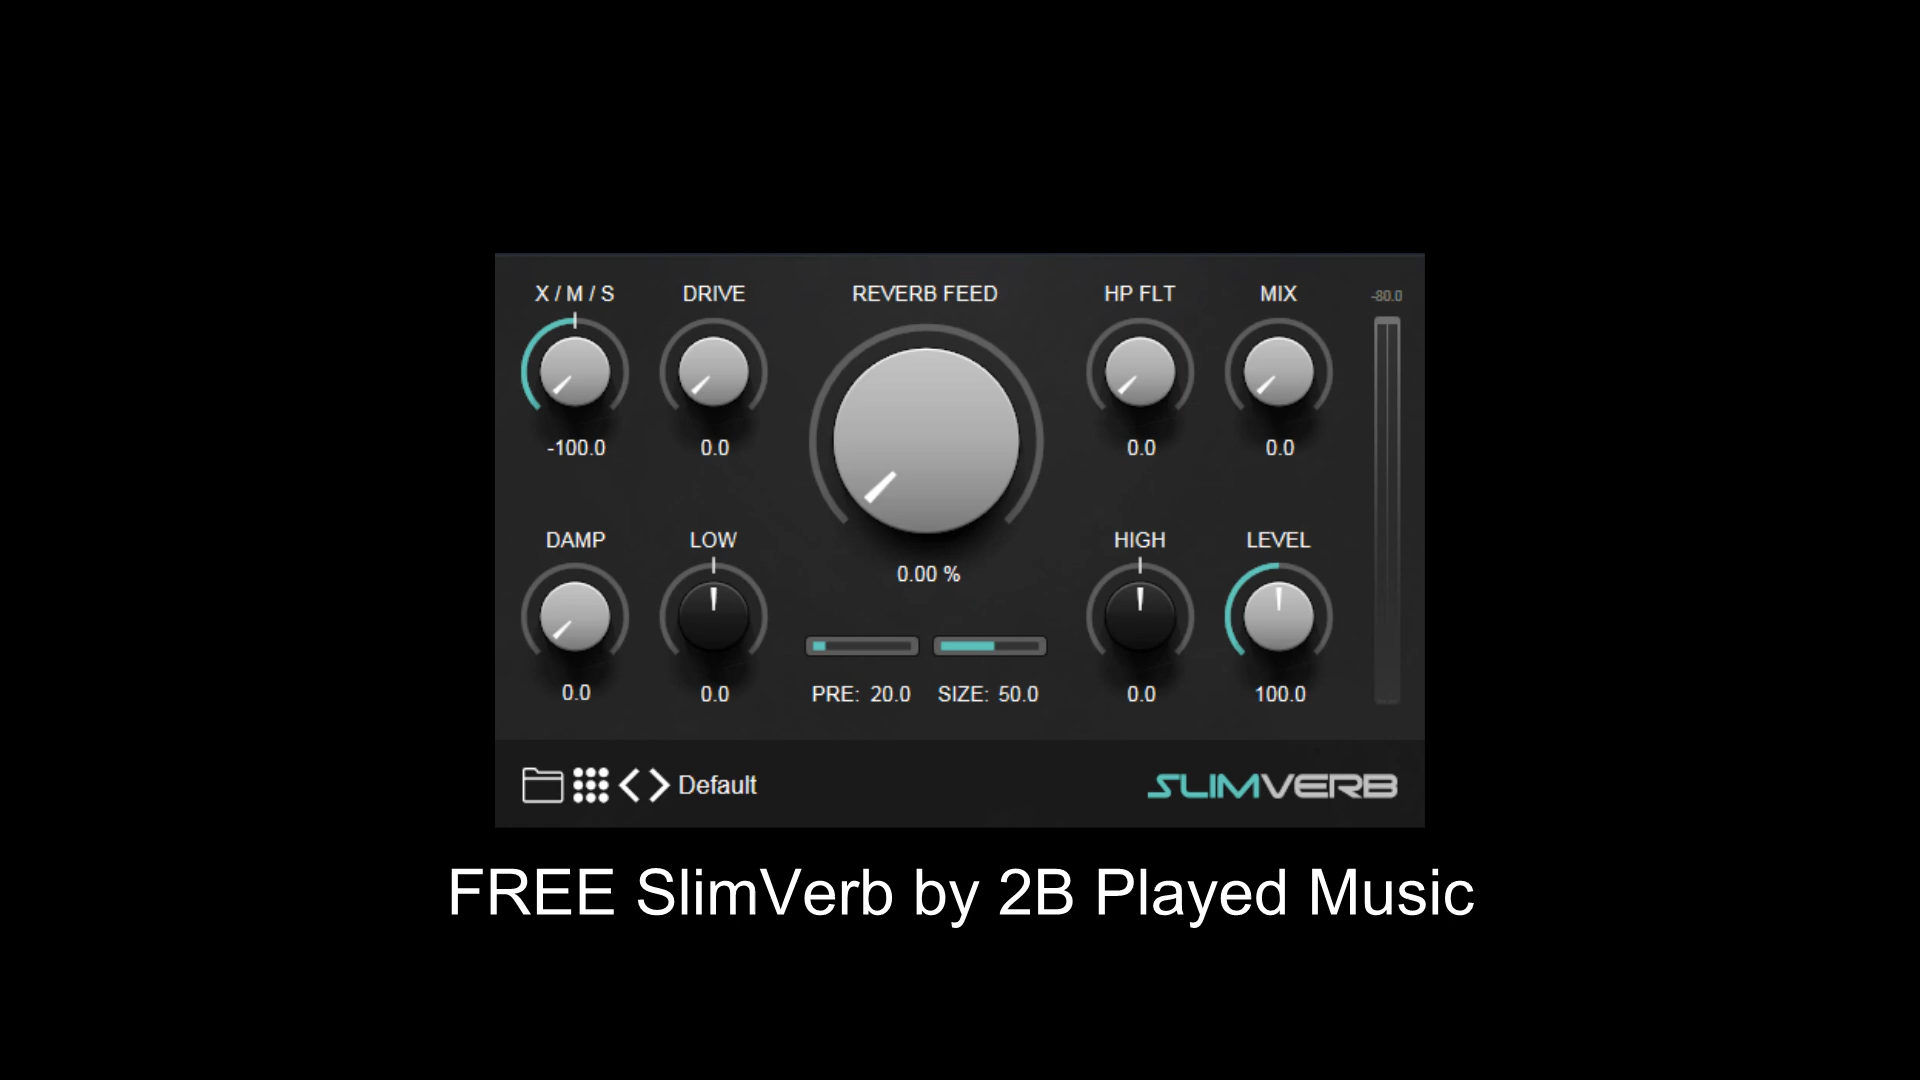 X / M / S DRIVE REVERB FEED HP FLT MIX -80.0
-100.0 0.0 0.0 0.0
DAMP LOW HIGH LEVEL
0.00 %
0.0 0.0 PRE: 20.0 SIZE: 50.0 0.0 100.0
Default SLIMVERB
FREE SlimVerb by 2B Played Music